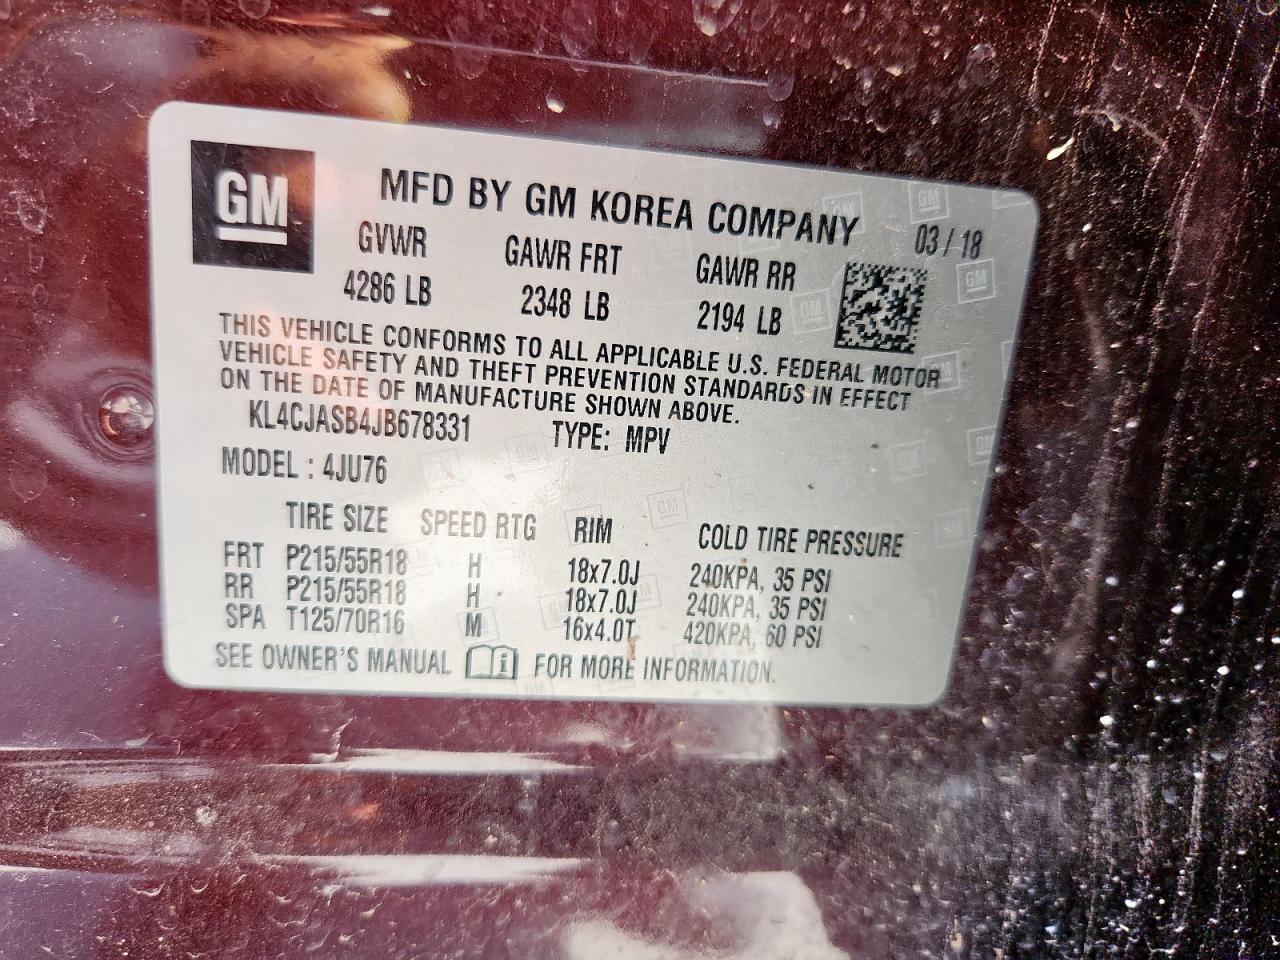 GM
MFD BY GM KOREA COMPANY
03 / 18
GVWR GAWR FRT GAWR RR
4286 LB 2348 LB 2194 LB
THIS VEHICLE CONFORMS TO ALL APPLICABLE U.S. FEDERAL MOTOR
VEHICLE SAFETY AND THEFT PREVENTION STANDARDS IN EFFECT
ON THE DATE OF MANUFACTURE SHOWN ABOVE.
KL4CJASB4JB678331 TYPE: MPV
MODEL : 4JU76
TIRE SIZE SPEED RTG RIM COLD TIRE PRESSURE
FRT P215/55R18 H 18x7.0J 240KPA, 35 PSI
RR P215/55R18 H 18x7.0J 240KPA, 35 PSI
SPA T125/70R16 M 16x4.0T 420KPA, 60 PSI
SEE OWNER'S MANUAL i FOR MORE INFORMATION.